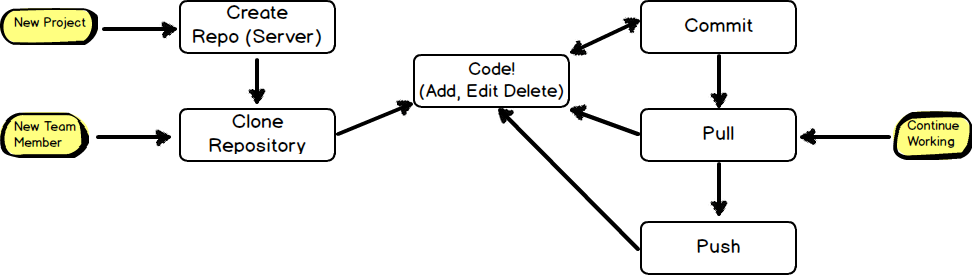 New Project
Create
Repo (Server)
Commit
Code!
(Add, Edit Delete)
New Team
Member
Clone
Repository
Pull
Continue
Working
Push